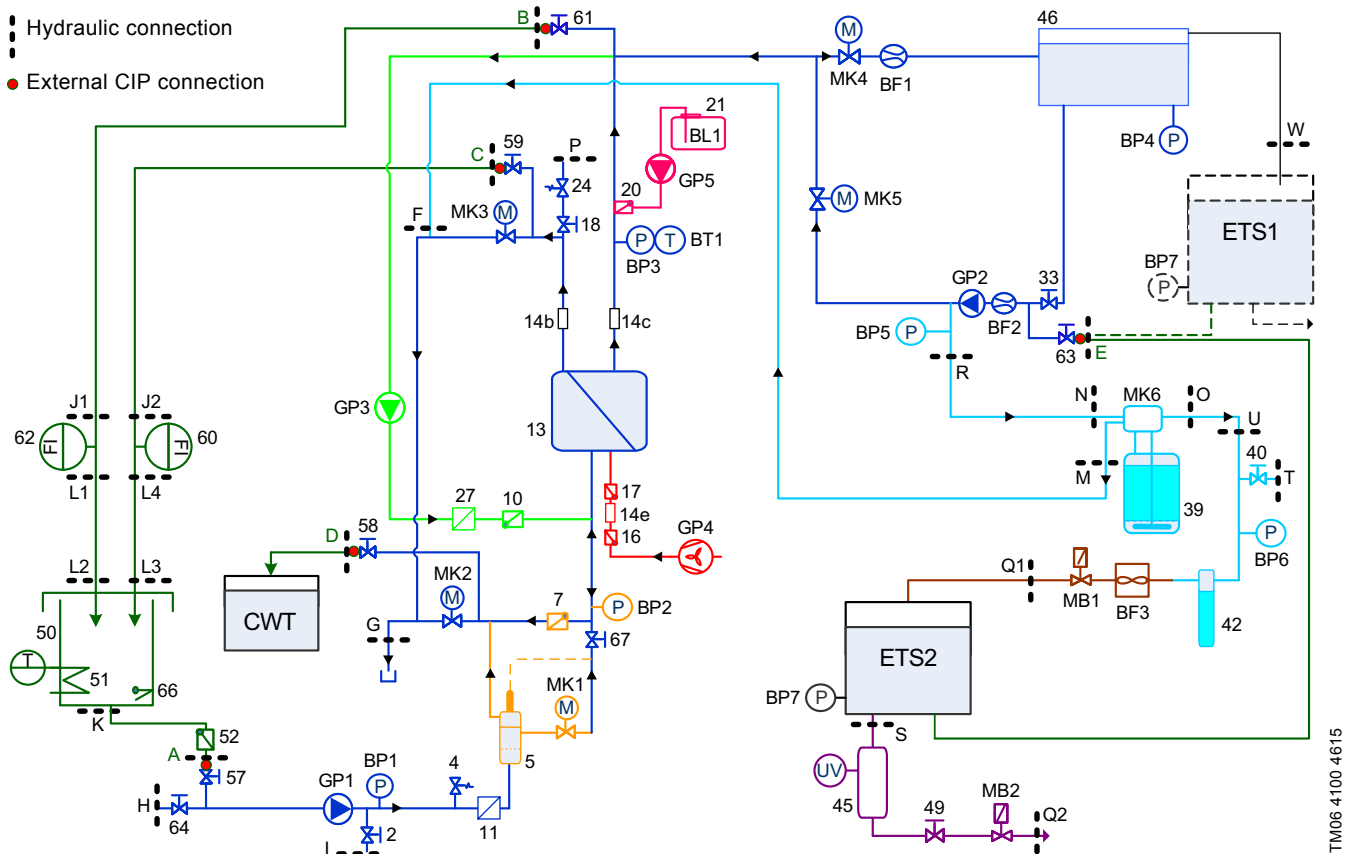 Hydraulic connection
External CIP connection
B
61
46
M
MK4
BF1
BP4
P
W
21
BL1
GP5
20
59
C
P
24
18
MK3
M
F
P
T
BT1
BP3
MK5
M
ETS1
BP7
P
GP2
33
BF2
63
E
BP5
P
R
14b
14c
13
GP3
J1
J2
62
FI
FI
60
L1
L4
N
MK6
O
U
40
T
M
39
P
BP6
27
10
17
14e
16
GP4
D
58
CWT
MK2
M
G
7
P
BP2
67
L2
L3
50
T
51
66
K
Q1
MB1
BF3
42
ETS2
BP7
P
S
MK1
M
5
A
52
57
H
64
GP1
BP1
P
4
11
2
I
UV
45
49
MB2
Q2
TM06 4100 4615